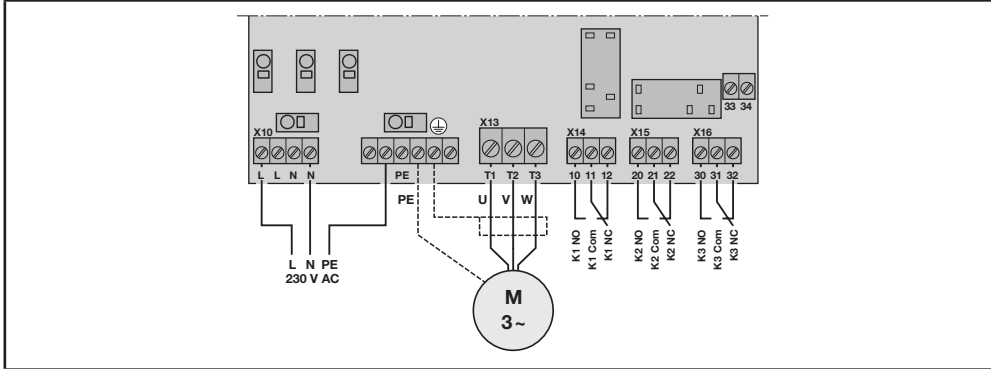 33 34
X10 X13 X14 X15 X16
L L N N PE T1 T2 T3 10 11 12 20 21 22 30 31 32
PE U V W
K1 NO
K1 Com
K1 NC
K2 NO
K2 Com
K2 NC
K3 NO
K3 Com
K3 NC
L N PE
230 V AC
M
3~